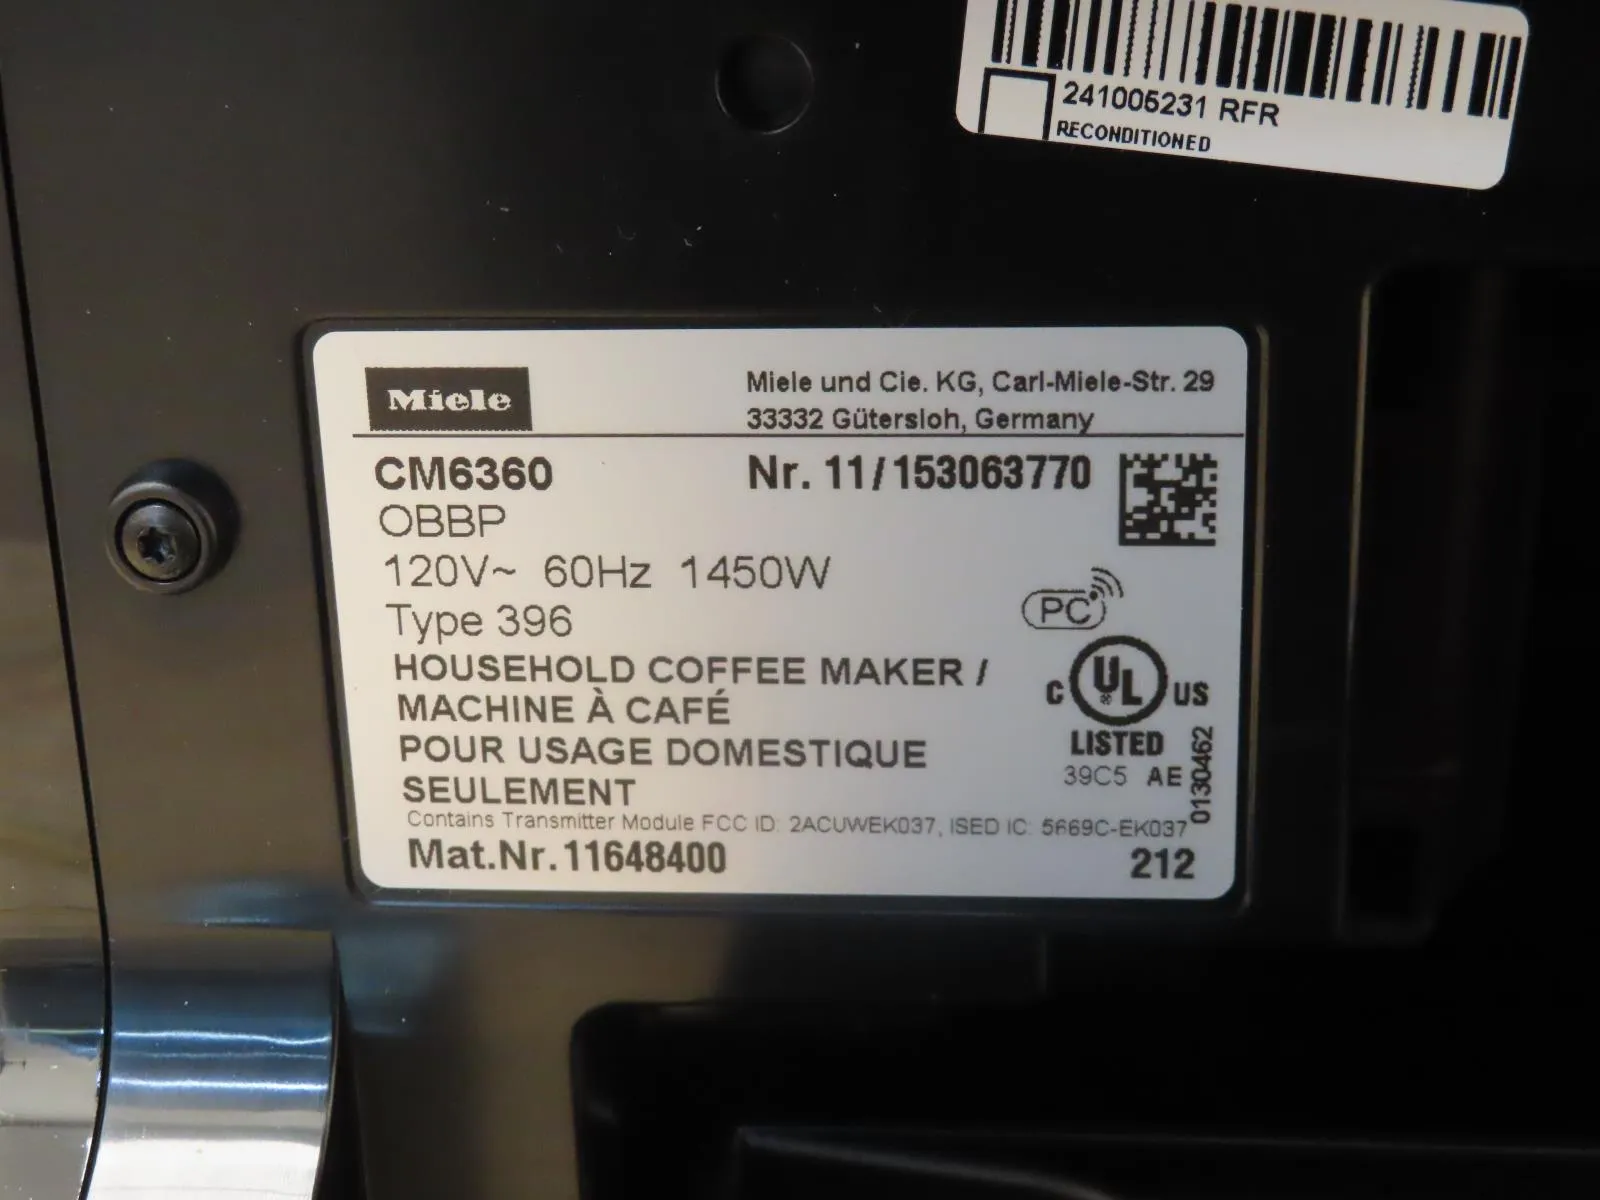 241005231 RFR
RECONDITIONED
Miele
Miele und Cie. KG, Carl-Miele-Str. 29
33332 Gütersloh, Germany
CM6360
Nr. 11/153063770
OBBP
120V~ 60Hz 1450W
Type 396
PC
HOUSEHOLD COFFEE MAKER /
MACHINE À CAFÉ
POUR USAGE DOMESTIQUE
SEULEMENT
C UL US
LISTED
39C5 AE
0130462
Contains Transmitter Module FCC ID: 2ACUWEK037, ISED IC: 5669C-EK037
Mat.Nr.11648400
212